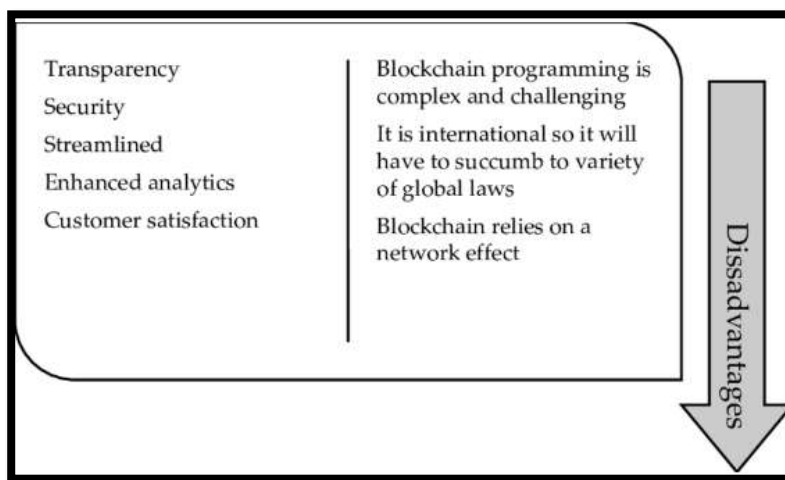 Transparency
Security
Streamlined
Enhanced analytics
Customer satisfaction
Blockchain programming is
complex and challenging
It is international so it will
have to succumb to variety
of global laws
Blockchain relies on a
network effect
Dissadvantages